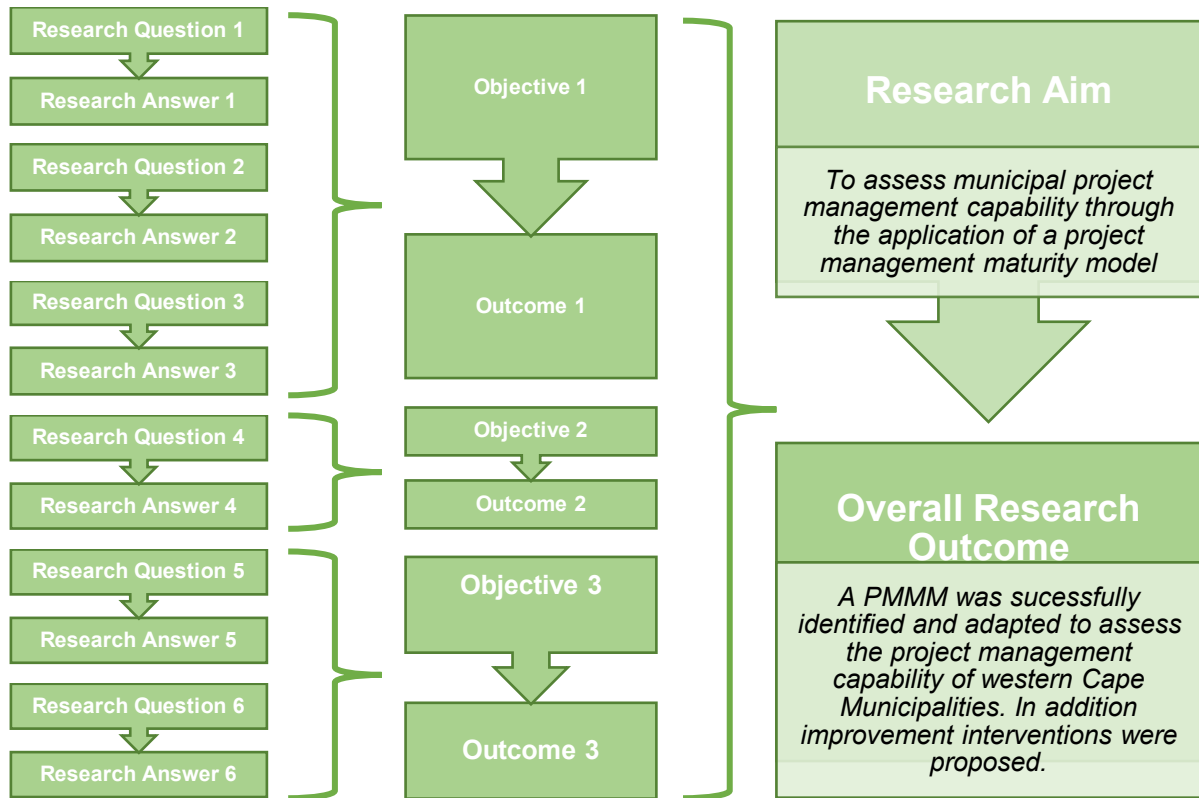 Research Question 1
Research Answer 1
Research Question 2
Research Answer 2
Research Question 3
Research Answer 3
Research Question 4
Research Answer 4
Research Question 5
Research Answer 5
Research Question 6
Research Answer 6
Objective 1
Outcome 1
Objective 2
Outcome 2
Objective 3
Outcome 3
Research Aim
To assess municipal project
management capability through
the application of a project
management maturity model
Overall Research
Outcome
A PMMM was sucessfully
identified and adapted to assess
the project management
capability of western Cape
Municipalities. In addition
improvement interventions were
proposed.